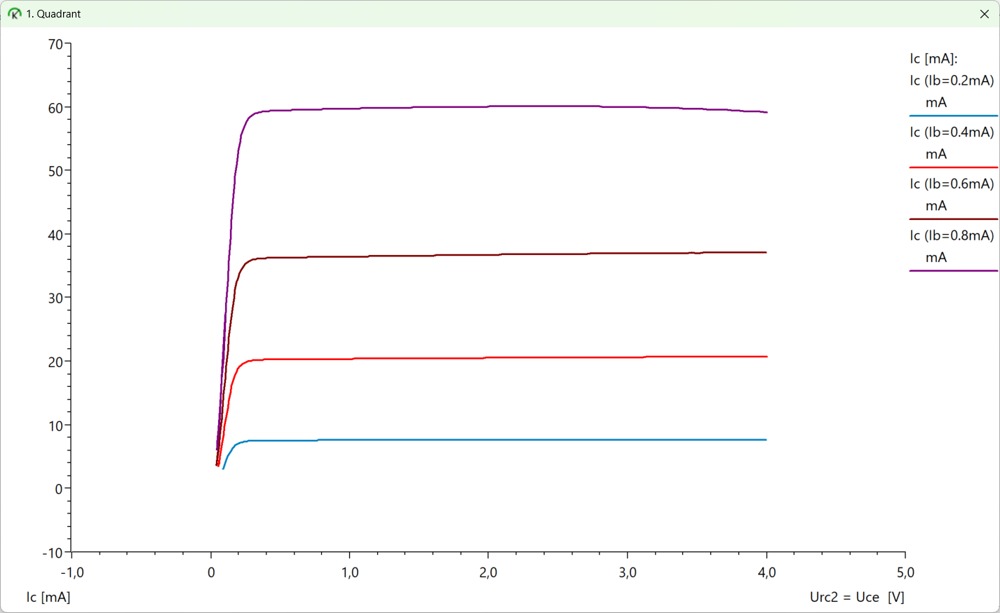 1. Quadrant
70
60
50
40
30
20
10
0
-10
-1,0 0 1,0 2,0 3,0 4,0 5,0
Ic [mA]
Urc2 = Uce [V]
Ic [mA]:
Ic (Ib=0.2mA)
mA
Ic (Ib=0.4mA)
mA
Ic (Ib=0.6mA)
mA
Ic (Ib=0.8mA)
mA